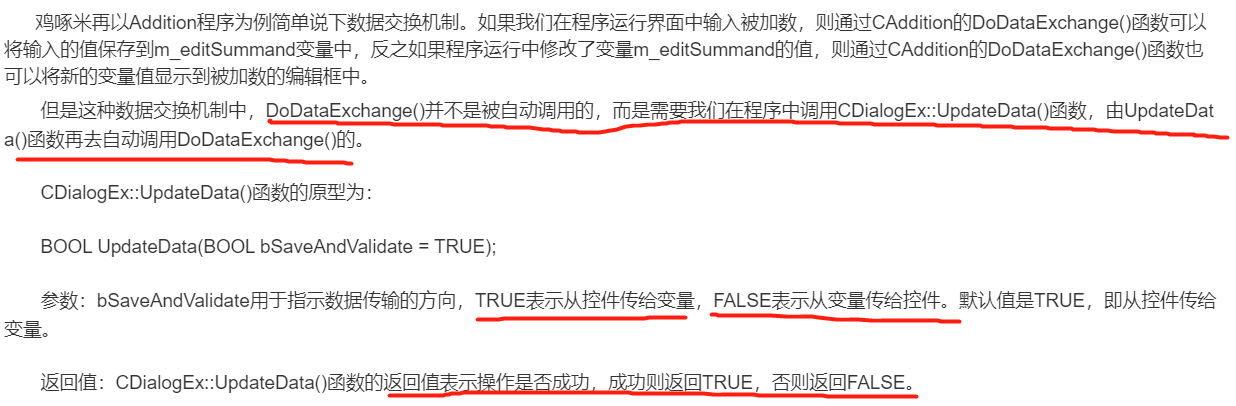 鸡啄米再以Addition程序为例简单说下数据交换机制。如果我们在程序运行界面中输入被加数，则通过CAddition的DoDataExchange()函数可以
将输入的值保存到m_editSummand变量中，反之如果程序运行中修改了变量m_editSummand的值，则通过CAddition的DoDataExchange()函数也
可以将新的变量值显示到被加数的编辑框中。
但是这种数据交换机制中，DoDataExchange()并不是被自动调用的，而是需要我们在程序中调用CDialogEx::UpdateData()函数，由UpdateDat
a()函数再去自动调用DoDataExchange()的。
CDialogEx::UpdateData()函数的原型为：
BOOL UpdateData(BOOL bSaveAndValidate = TRUE);
参数：bSaveAndValidate用于指示数据传输的方向，TRUE表示从控件传给变量，FALSE表示从变量传给控件。默认值是TRUE，即从控件传给
变量。
返回值：CDialogEx::UpdateData()函数的返回值表示操作是否成功，成功则返回TRUE，否则返回FALSE。